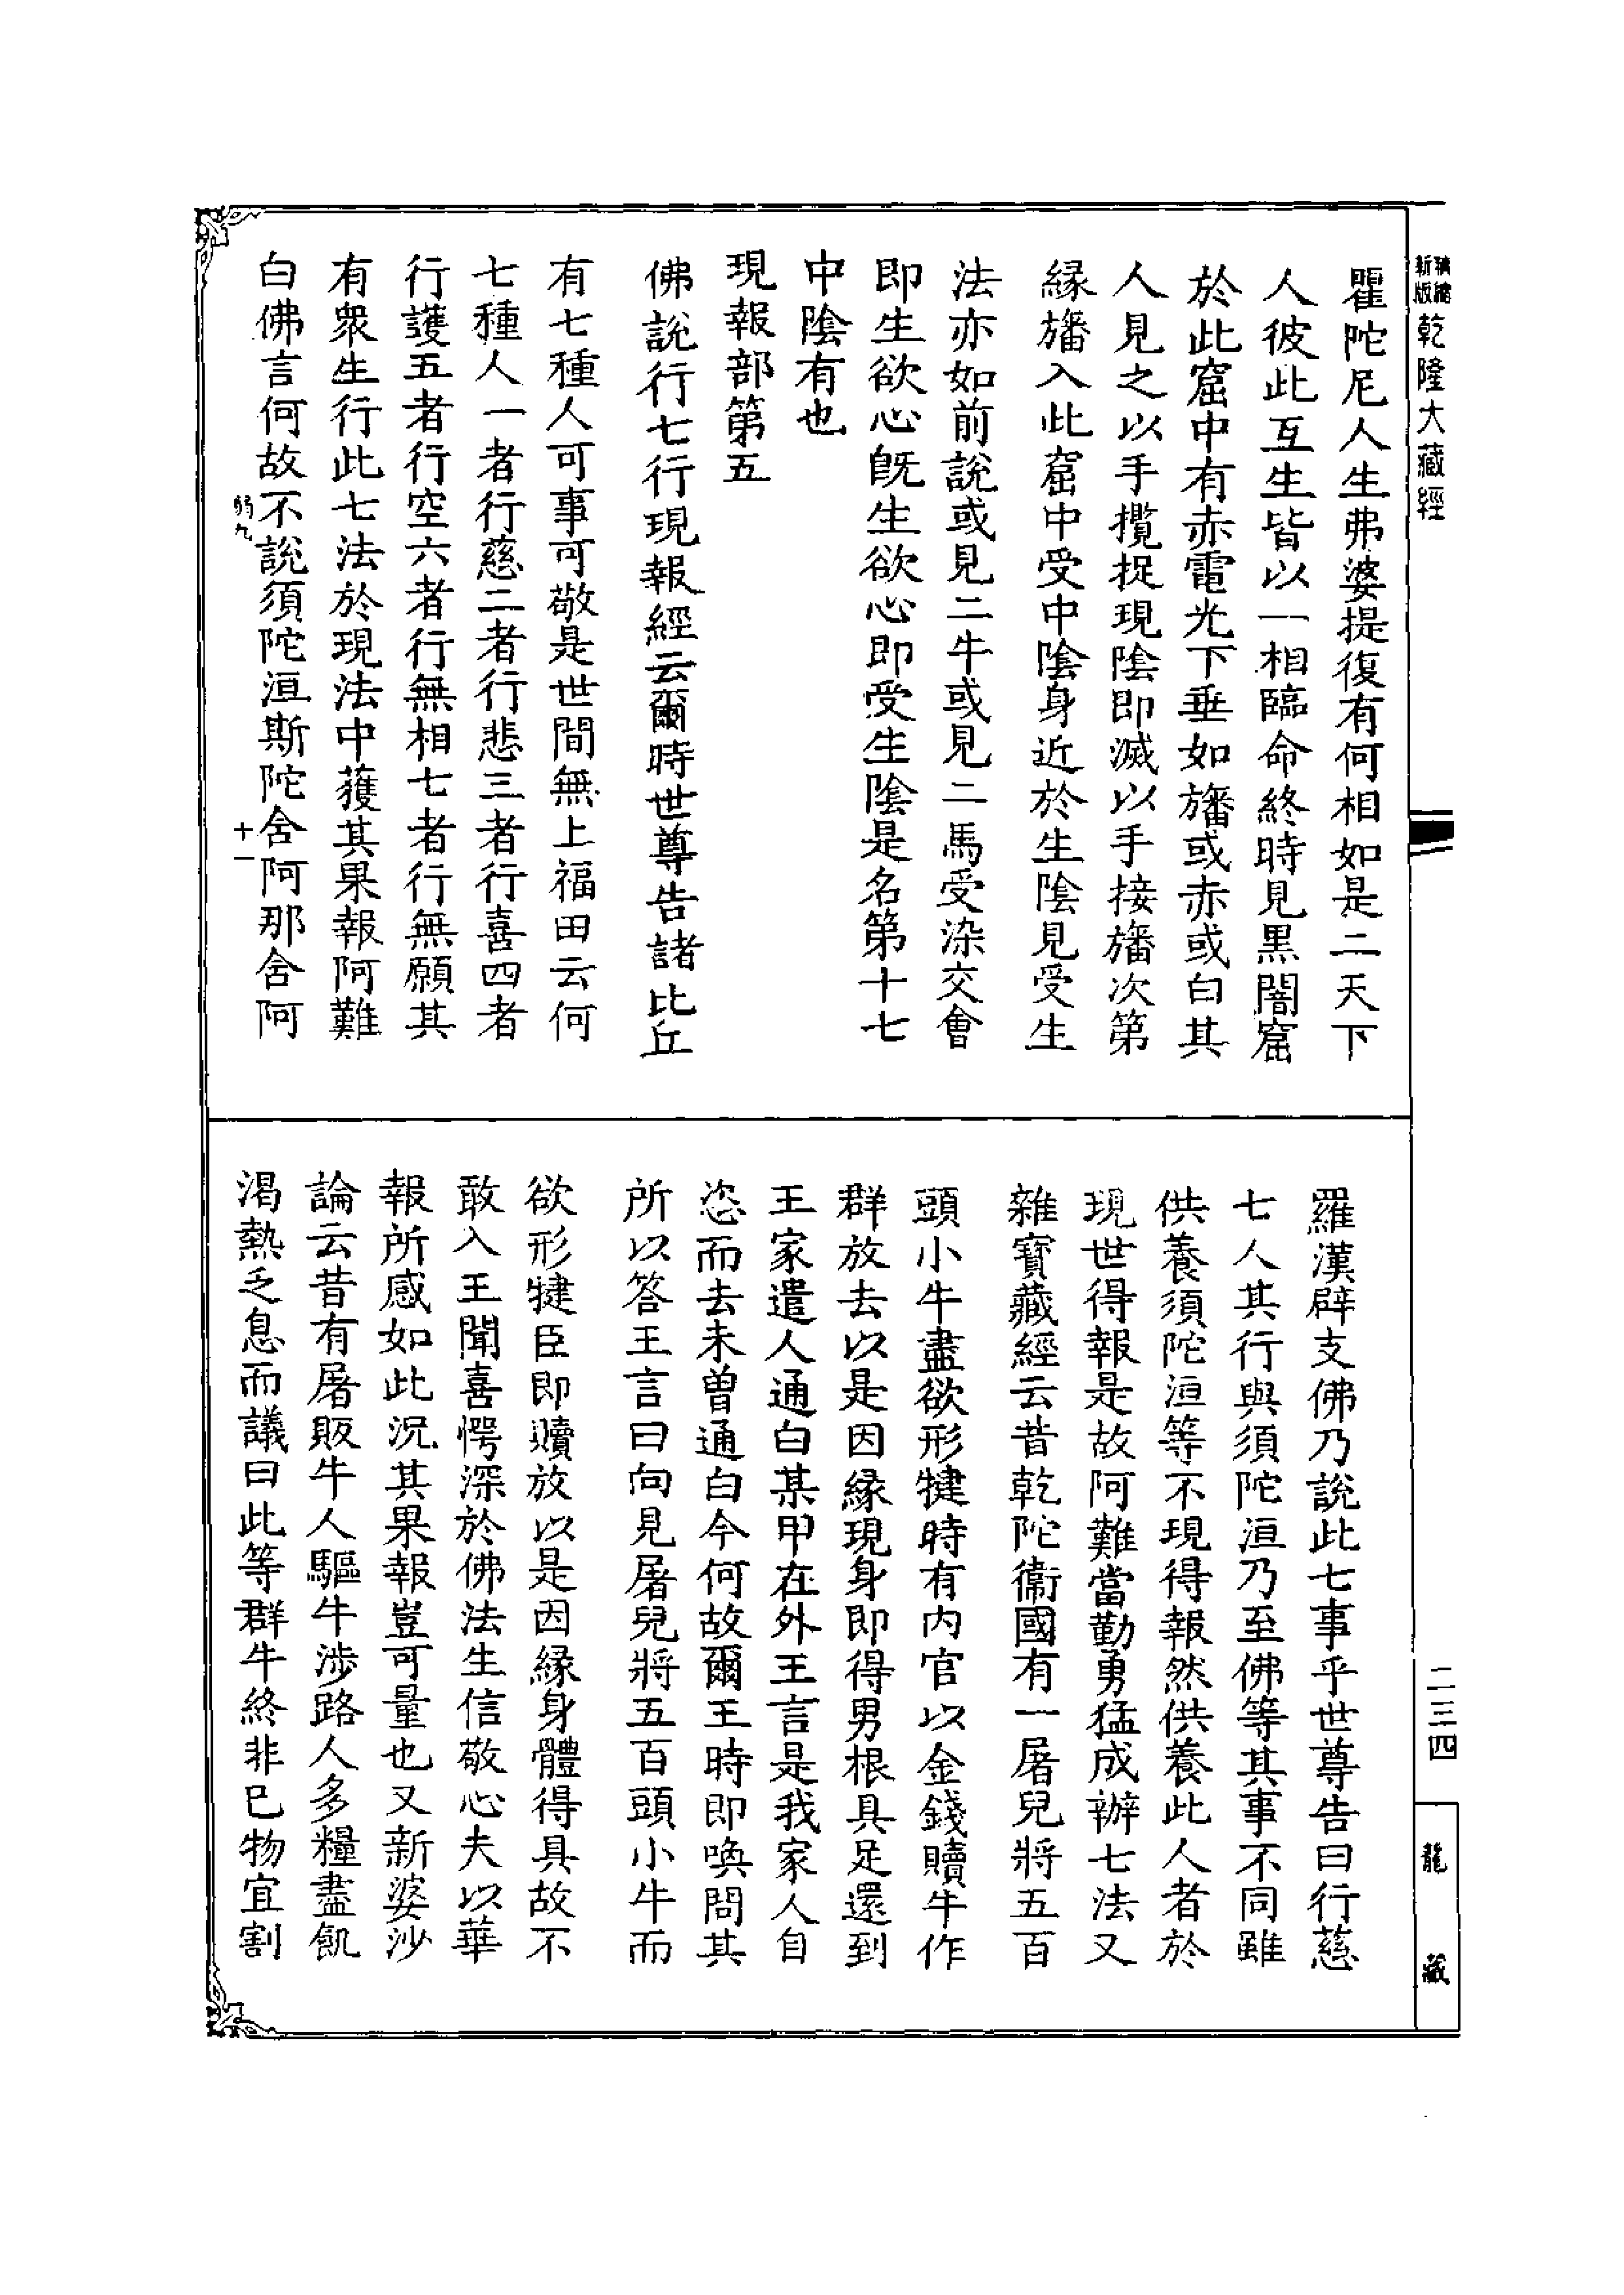 新版 精縮 乾隆大藏經
瞿陀尼人生弗婆提復有何相如是二天下
人彼此互生皆以一相臨命終時見黑闇窟
於此窟中有赤電光下垂如旛或赤或白其
人見之以手攬捉現陰即滅以手接旛次第
緣旛入此窟中受中陰身近於生陰見受生
法亦如前說或見二牛或見二馬受染交會
即生欲心旣生欲心即受生陰是名第十七
中陰有也
現報部第五
佛說行七行現報經云爾時世尊告諸比丘
有七種人可事可敬是世間無上福田云何
七種人一者行慈二者行悲三者行喜四者
行護五者行空六者行無相七者行無願其
有眾生行此七法於現法中獲其果報阿難
白佛言何故不說須陀洹斯陀含阿那含阿
弱九
十一
羅漢辟支佛乃說此七事乎世尊告曰行慈
七人其行與須陀洹乃至佛等其事不同雖
供養須陀洹等不現得報然供養此人者於
現世得報是故阿難當勤勇猛成辦七法又
雜寶藏經云昔乾陀衞國有一屠兒將五百
頭小牛盡欲形犍時有內官以金錢贖牛作
群放去以是因緣現身即得男根具足還到
王家遣人通白某甲在外王言是我家人自
恣而去未曾通白今何故爾王時即喚問其
所以答王言曰向見屠兒將五百頭小牛而
欲形犍臣即贖放以是因緣身體得具故不
敢入王聞喜愕深於佛法生信敬心夫以華
報所感如此況其果報豈可量也又新婆沙
論云昔有屠販牛人驅牛涉路人多糧盡飢
渴熱乏息而議曰此等群牛終非已物宜割
二三四
龍藏